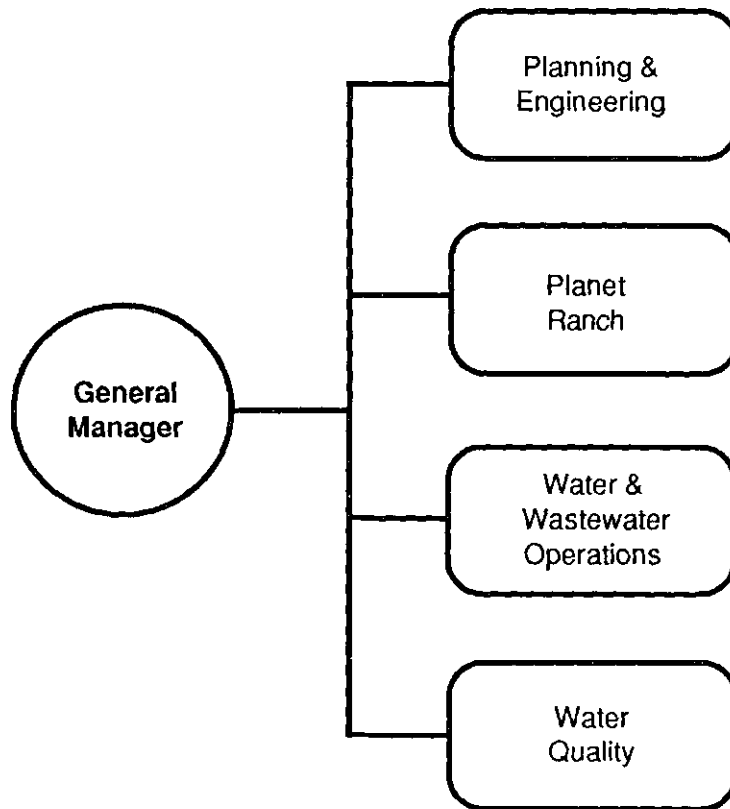 Planning &
Engineering
Planet
Ranch
General
Manager
Water &
Wastewater
Operations
Water
Quality